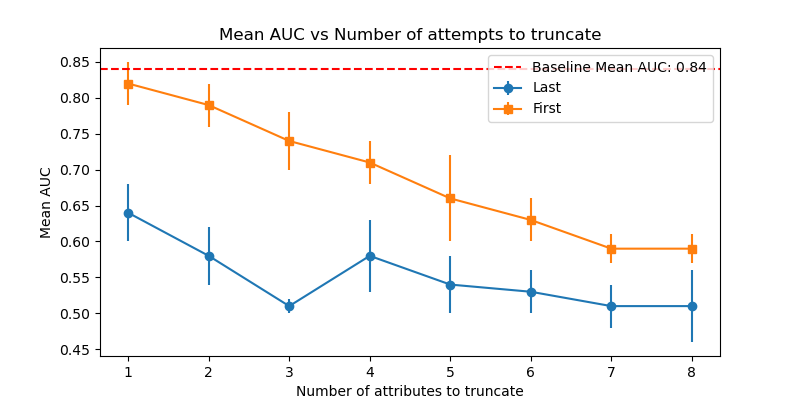 Mean AUC vs Number of attempts to truncate
Baseline Mean AUC: 0.84
Last
First
Mean AUC
0.85
0.80
0.75
0.70
0.65
0.60
0.55
0.50
0.45
1 2 3 4 5 6 7 8
Number of attributes to truncate